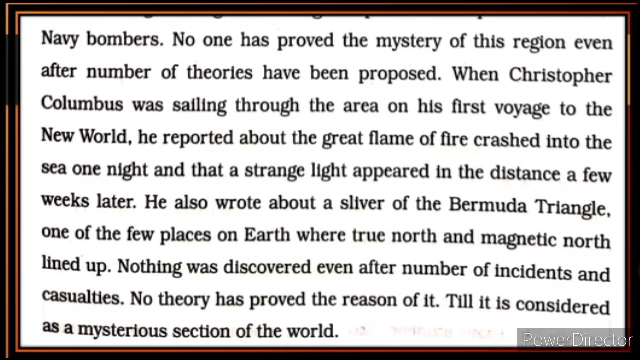 Navy bombers. No one has proved the mystery of this region even
after number of theories have been proposed. When Christopher
Columbus was sailing through the area on his first voyage to the
New World, he reported about the great flame of fire crashed into the
sea one night and that a strange light appeared in the distance a few
weeks later. He also wrote about a sliver of the Bermuda Triangle,
one of the few places on Earth where true north and magnetic north
lined up. Nothing was discovered even after number of incidents and
casualties. No theory has proved the reason of it. Till it is considered
as a mysterious section of the world.
PowerDirector